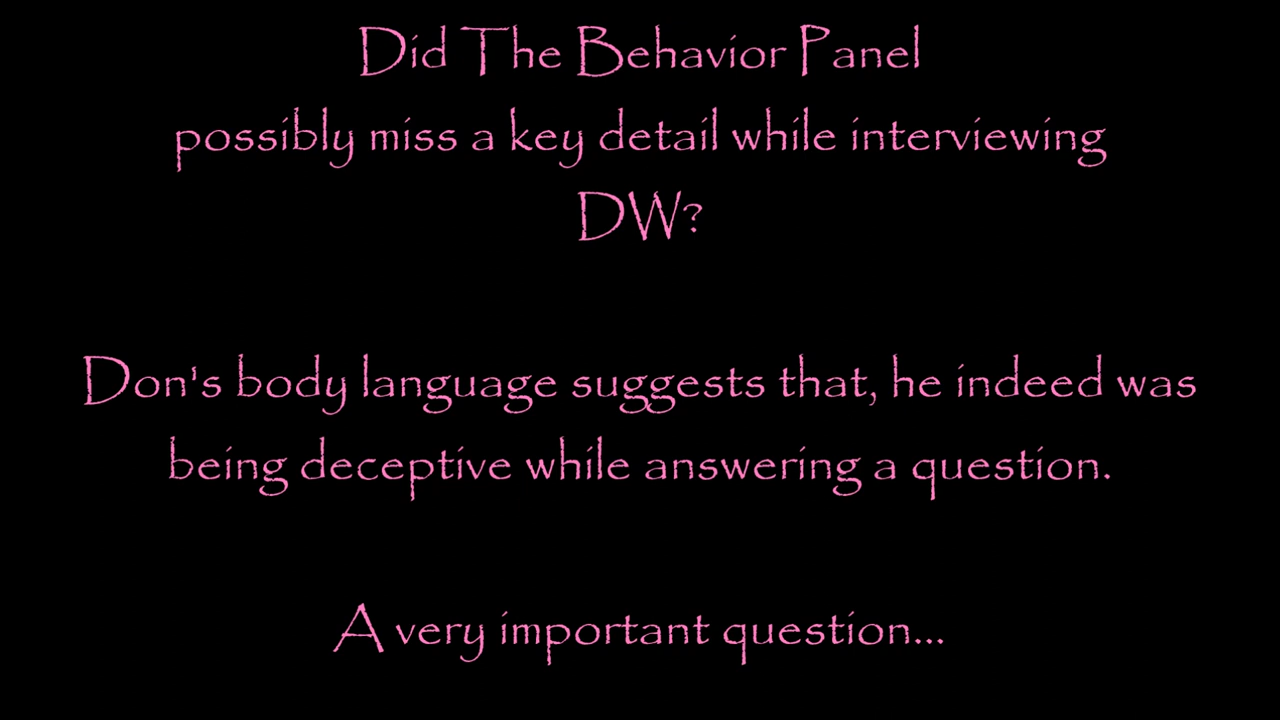 Did The Behavior Panel
possibly miss a key detail while interviewing
DW?
Don's body language suggests that, he indeed was
being deceptive while answering a question.
A very important question...